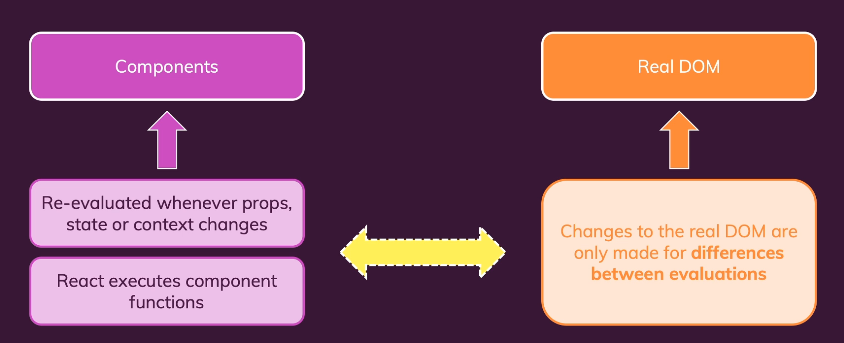 Components
Real DOM
Re-evaluated whenever props,
state or context changes
React executes component
functions
Changes to the real DOM are
only made for differences
between evaluations